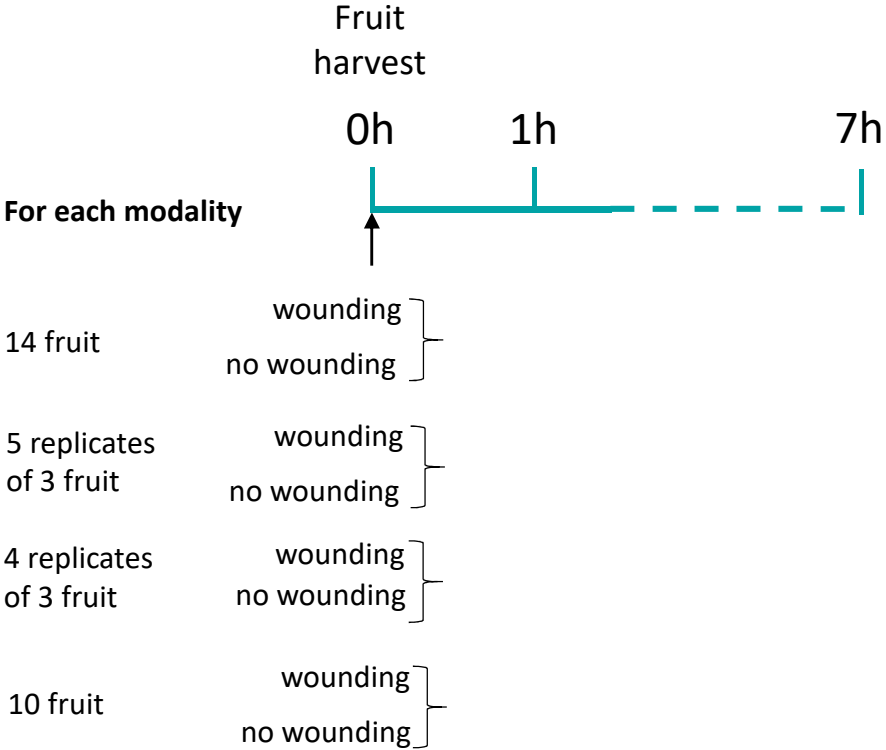 Fruit
harvest
0h 1h 7h
For each modality
wounding
14 fruit
no wounding
5 replicates
of 3 fruit
wounding
no wounding
4 replicates
of 3 fruit
wounding
no wounding
wounding
10 fruit
no wounding